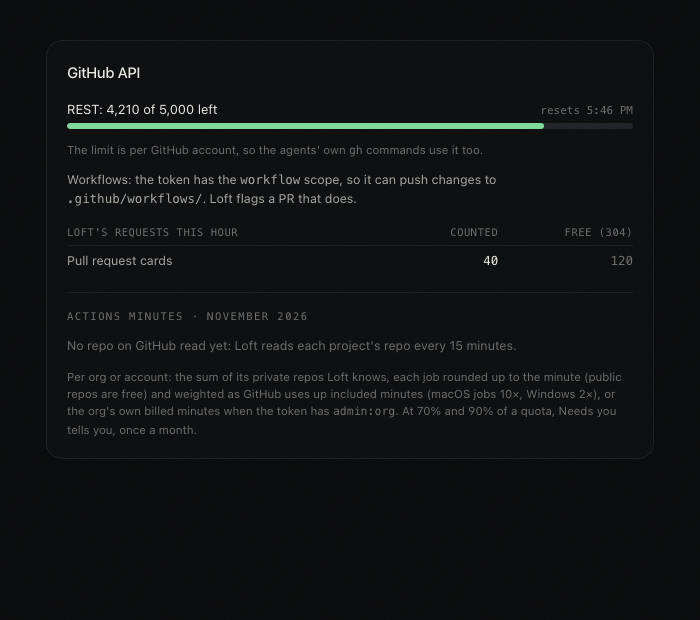 GitHub API
REST: 4,210 of 5,000 left
resets 5:46 PM
The limit is per GitHub account, so the agents' own gh commands use it too.
Workflows: the token has the workflow scope, so it can push changes to
.github/workflows/. Loft flags a PR that does.
LOFT'S REQUESTS THIS HOUR COUNTED FREE (304)
Pull request cards 40 120
ACTIONS MINUTES · NOVEMBER 2026
No repo on GitHub read yet: Loft reads each project's repo every 15 minutes.
Per org or account: the sum of its private repos Loft knows, each job rounded up to the minute (public
repos are free) and weighted as GitHub uses up included minutes (macOS jobs 10×, Windows 2×), or
the org's own billed minutes when the token has admin:org. At 70% and 90% of a quota, Needs you
tells you, once a month.